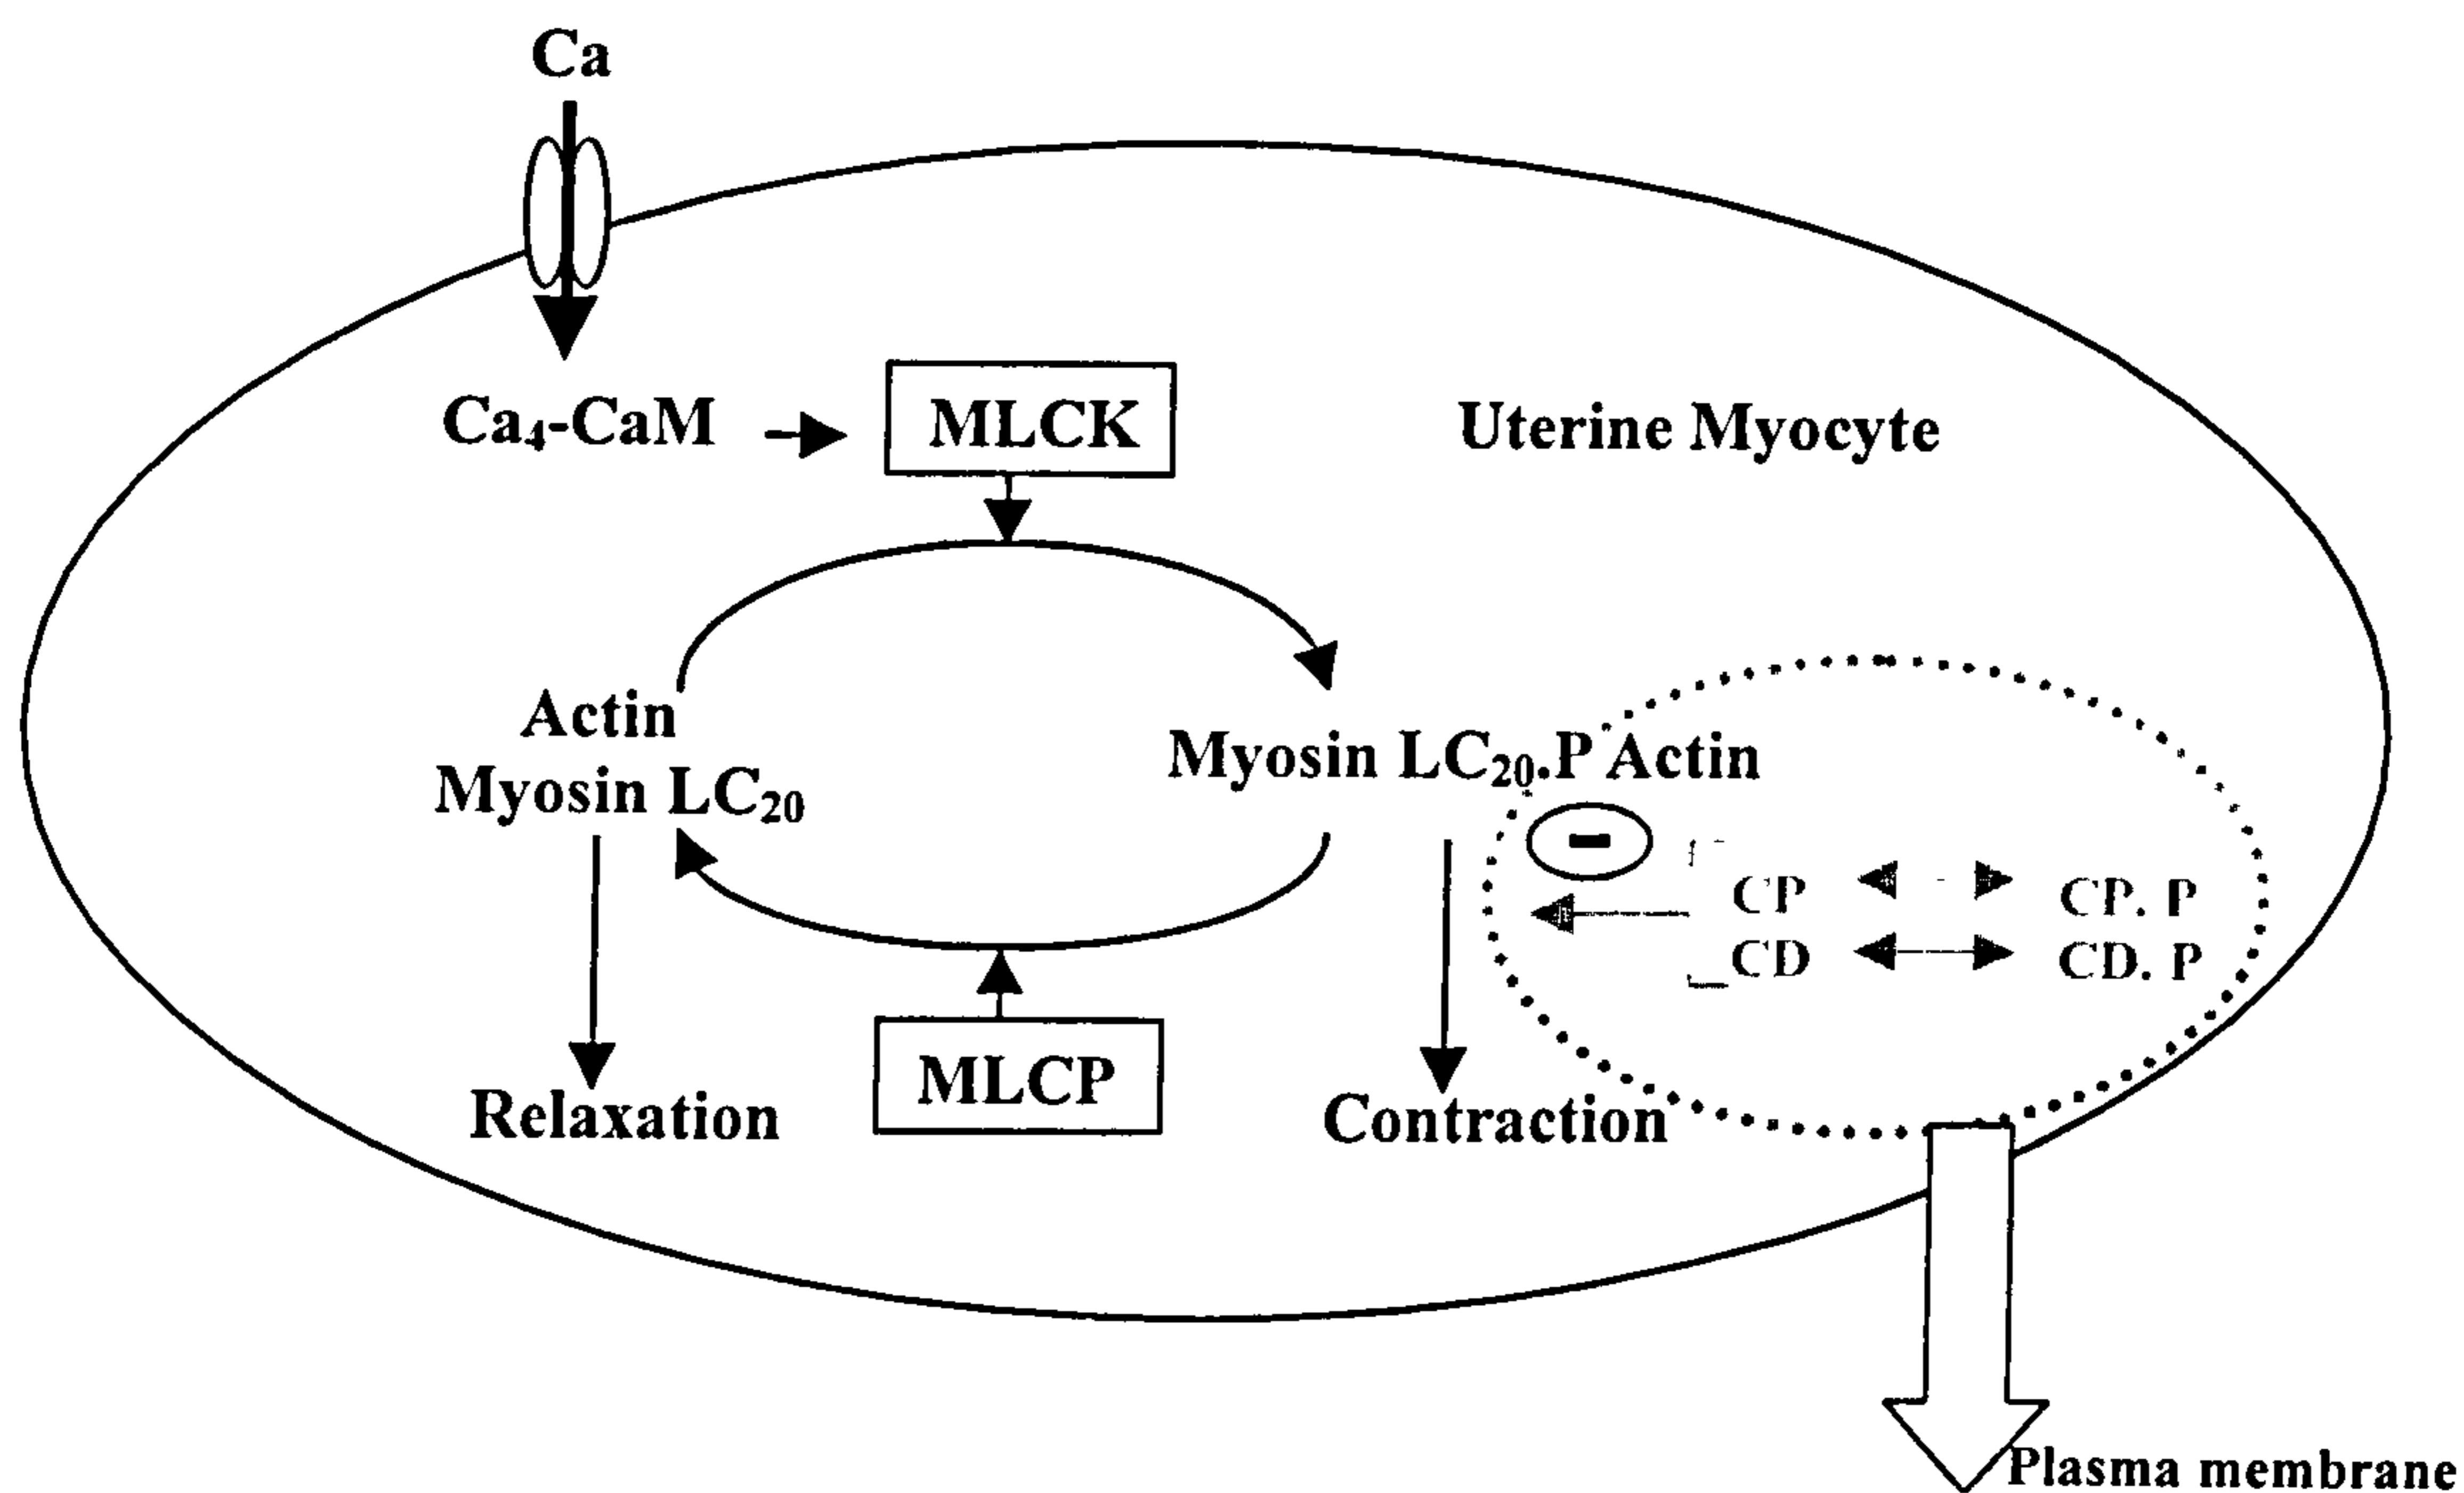 Ca
Ca₄-CaM
MLCK
Uterine Myocyte
Actin
Myosin LC₂₀
Myosin LC₂₀.P Actin
CP
CP. P
CD
CD. P
MLCP
Relaxation
Contraction
Plasma membrane